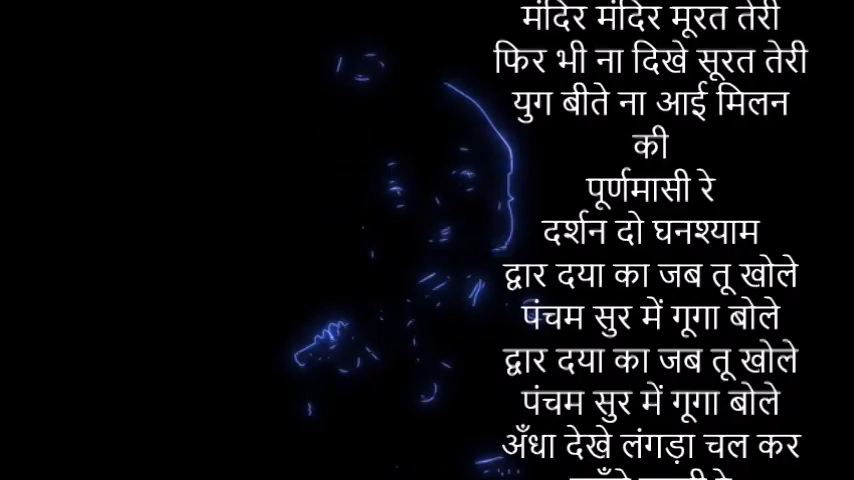 मंदिर मंदिर मूरत तेरी
फिर भी ना दिखे सूरत तेरी
युग बीते ना आई मिलन
की
पूर्णमासी रे
दर्शन दो घनश्याम
द्वार दया का जब तू खोले
पंचम सुर में गूगा बोले
द्वार दया का जब तू खोले
पंचम सुर में गूगा बोले
अँधा देखे लंगड़ा चल कर